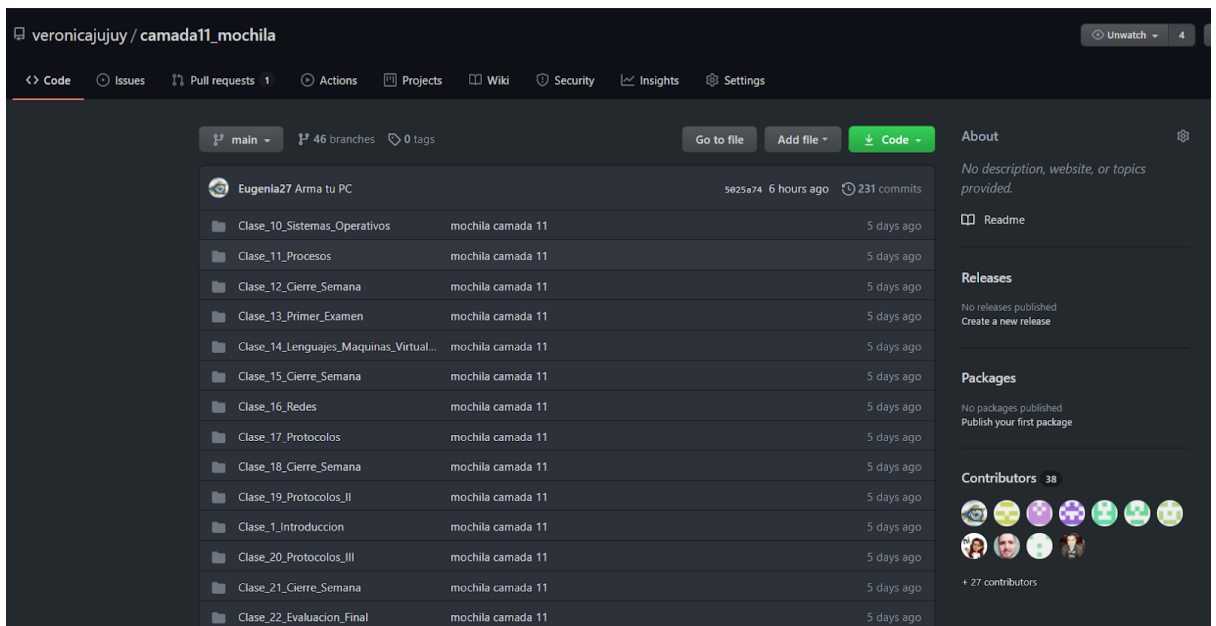 veronicajujuy / camada11_mochila
Unwatch 4
Code Issues Pull requests 1 Actions Projects Wiki Security Insights Settings
main 46 branches 0 tags Go to file Add file Code
Eugenia27 Arma tu PC 5025a74 6 hours ago 231 commits
Clase_10_Sistemas_Operativos mochila camada 11 5 days ago
Clase_11_Procesos mochila camada 11 5 days ago
Clase_12_Cierre_Semana mochila camada 11 5 days ago
Clase_13_Primer_Examen mochila camada 11 5 days ago
Clase_14_Lenguajes_Maquinas_Virtual... mochila camada 11 5 days ago
Clase_15_Cierre_Semana mochila camada 11 5 days ago
Clase_16_Redes mochila camada 11 5 days ago
Clase_17_Protocolos mochila camada 11 5 days ago
Clase_18_Cierre_Semana mochila camada 11 5 days ago
Clase_19_Protocolos_II mochila camada 11 5 days ago
Clase_1_Introduccion mochila camada 11 5 days ago
Clase_20_Protocolos_III mochila camada 11 5 days ago
Clase_21_Cierre_Semana mochila camada 11 5 days ago
Clase_22_Evaluacion_Final mochila camada 11 5 days ago
About
No description, website, or topics
provided.
Readme
Releases
No releases published
Create a new release
Packages
No packages published
Publish your first package
Contributors 38
+ 27 contributors